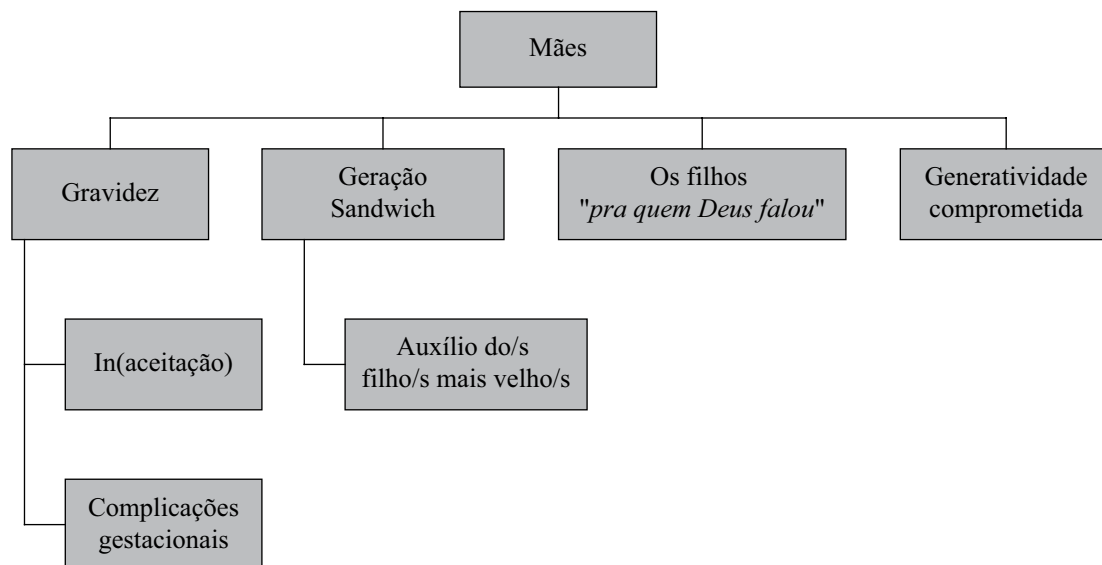 Mães
Gravidez
Geração
Sandwich
Os filhos
"pra quem Deus falou"
Generatividade
comprometida
In(aceitação)
Auxílio do/s
filho/s mais velho/s
Complicações
gestacionais